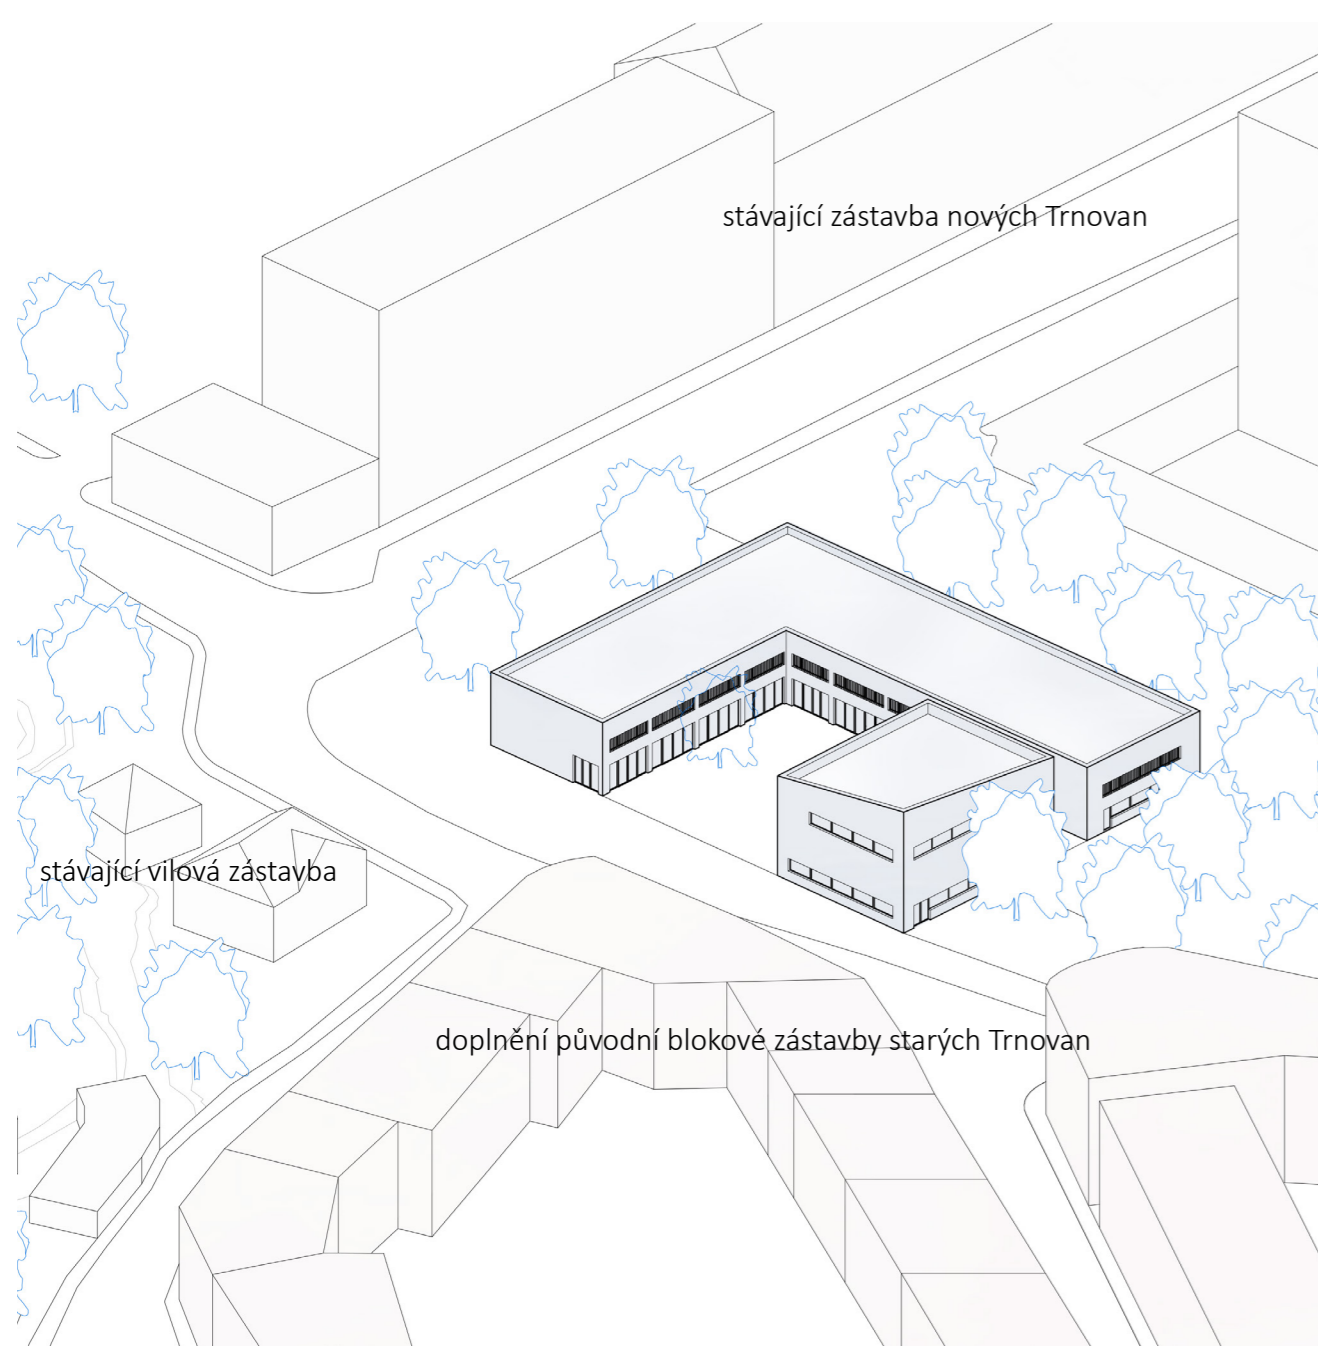 stávající zástavba nových Trnovan
stávající vilová zástavba
doplnění původní blokové zástavby starých Trnovan